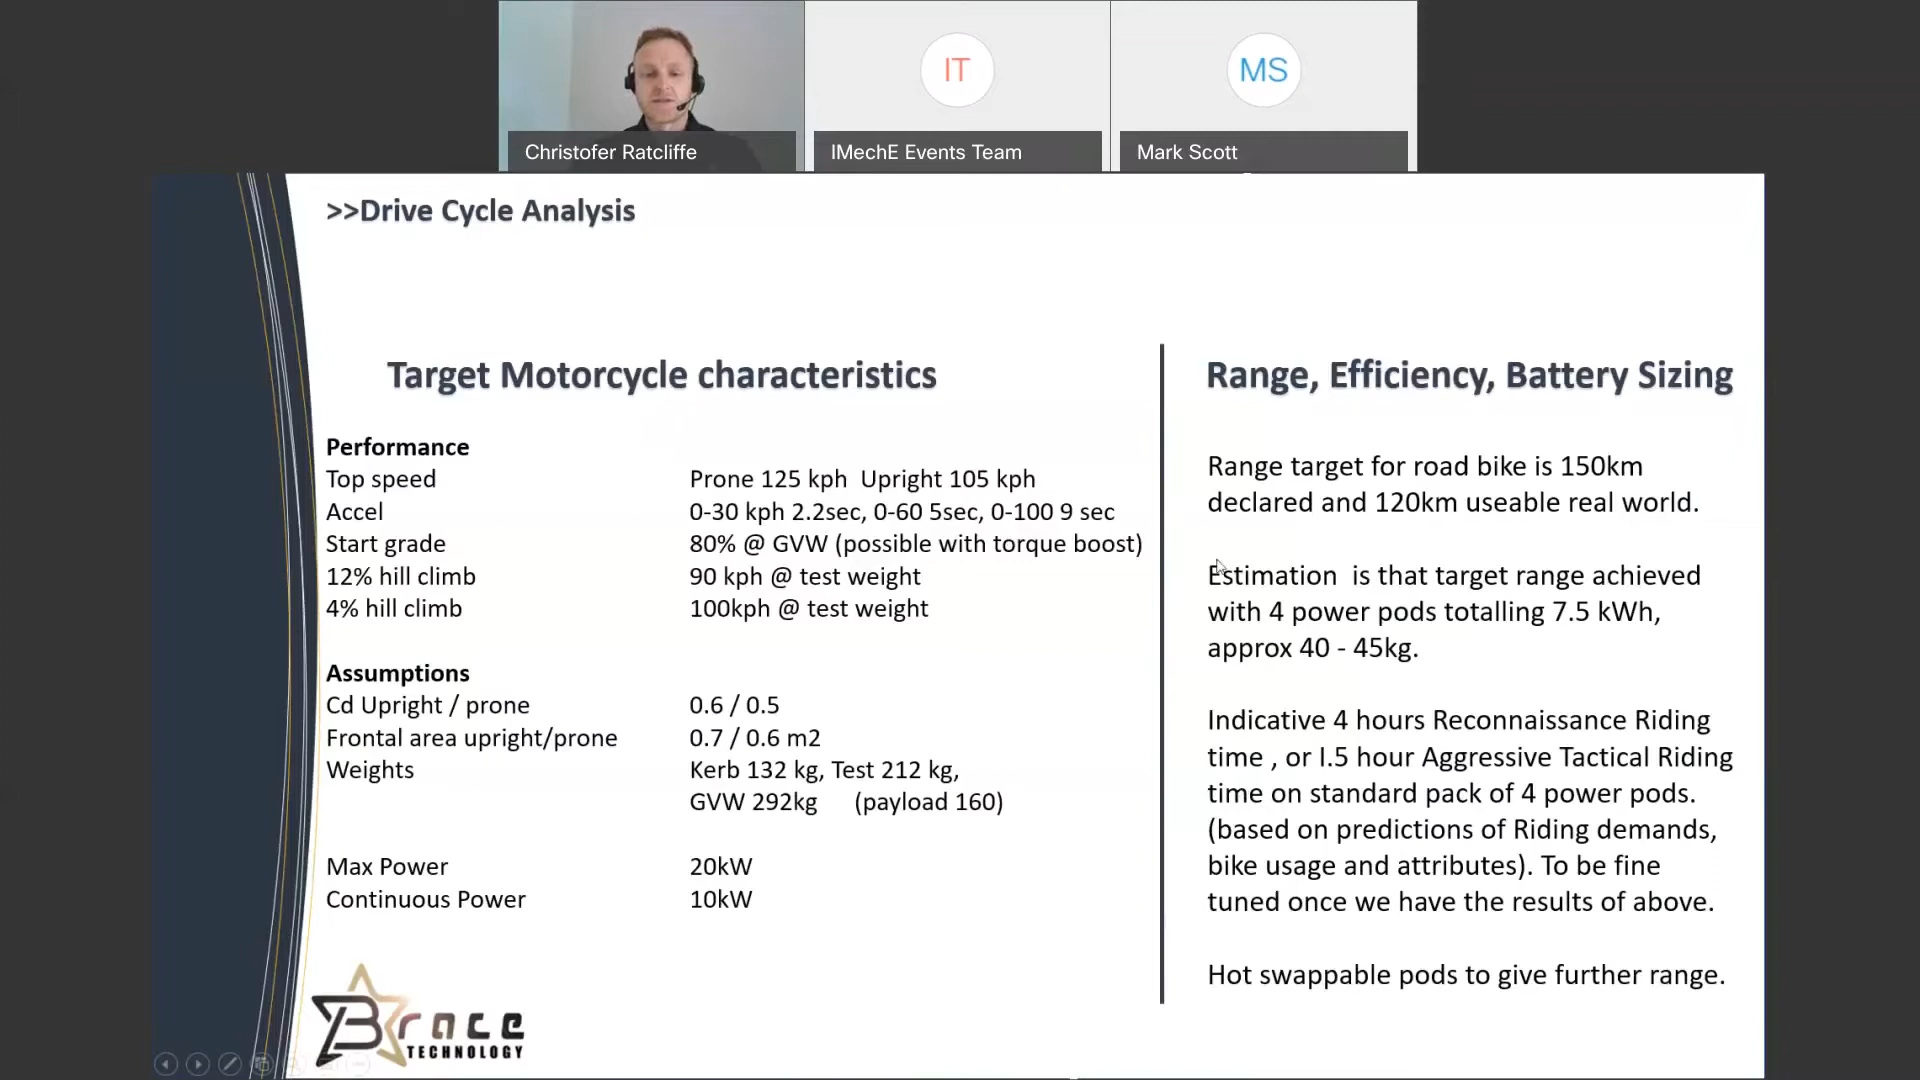 IT
MS
Christofer Ratcliffe
IMechE Events Team
Mark Scott
>>Drive Cycle Analysis
Target Motorcycle characteristics
Performance
Top speed Prone 125 kph Upright 105 kph
Accel 0-30 kph 2.2sec, 0-60 5sec, 0-100 9 sec
Start grade 80% @ GVW (possible with torque boost)
12% hill climb 90 kph @ test weight
4% hill climb 100kph @ test weight
Assumptions
Cd Upright / prone 0.6 / 0.5
Frontal area upright/prone 0.7 / 0.6 m2
Weights Kerb 132 kg, Test 212 kg,
GVW 292kg (payload 160)
Max Power 20kW
Continuous Power 10kW
Range, Efficiency, Battery Sizing
Range target for road bike is 150km
declared and 120km useable real world.
Estimation is that target range achieved
with 4 power pods totalling 7.5 kWh,
approx 40 - 45kg.
Indicative 4 hours Reconnaissance Riding
time , or I.5 hour Aggressive Tactical Riding
time on standard pack of 4 power pods.
(based on predictions of Riding demands,
bike usage and attributes). To be fine
tuned once we have the results of above.
Hot swappable pods to give further range.
Brace
TECHNOLOGY